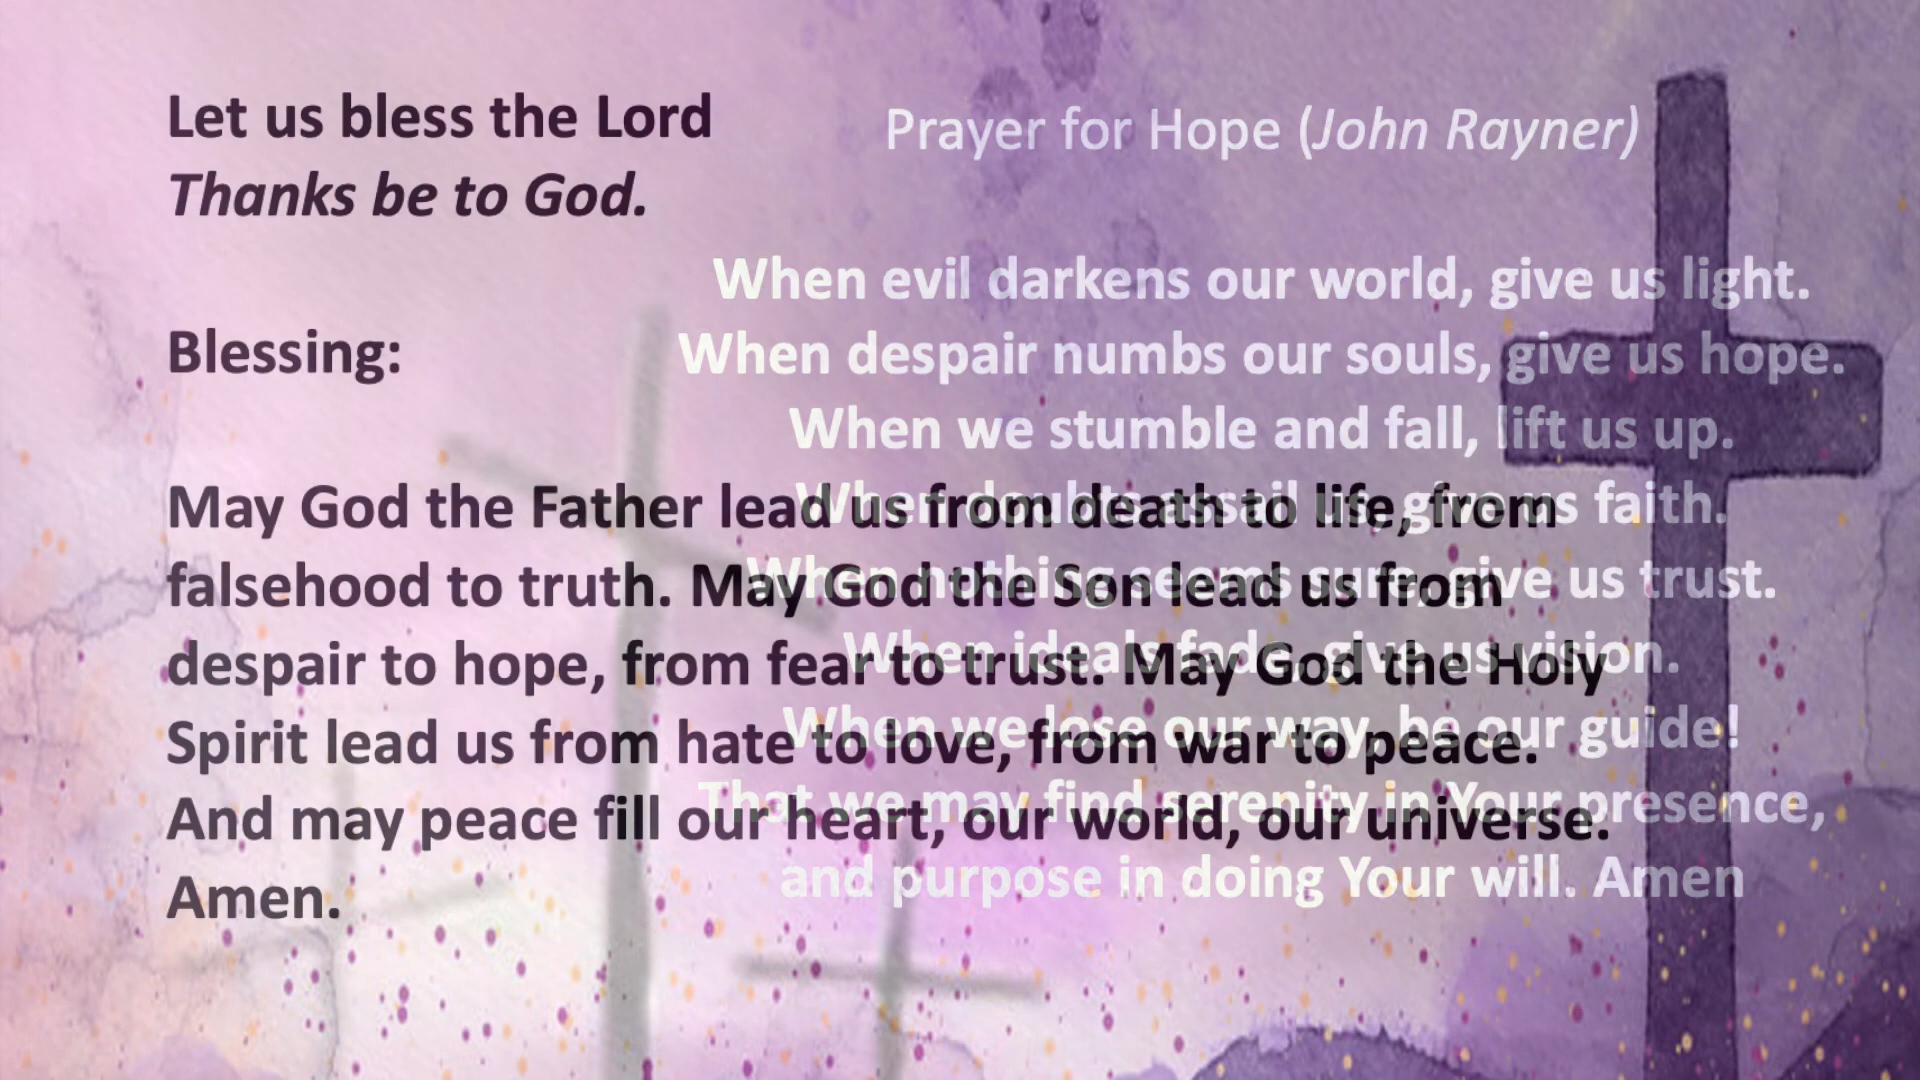 Let us bless the Lord
Thanks be to God.
Blessing:
May God the Father lead us from death to life, from
falsehood to truth. May God the Son lead us from
despair to hope, from fear to trust. May God the Holy
Spirit lead us from hate to love, from war to peace.
And may peace fill our heart, our world, our universe.
Amen.
Prayer for Hope (John Rayner)
When evil darkens our world, give us light.
When despair numbs our souls, give us hope.
When we stumble and fall, lift us up.
When doubts assail us, give us faith.
When nothing seems sure, give us trust.
When ideals fade, give us vision.
When we lose our way, be our guide!
That we may find serenity in Your presence,
and purpose in doing Your will. Amen